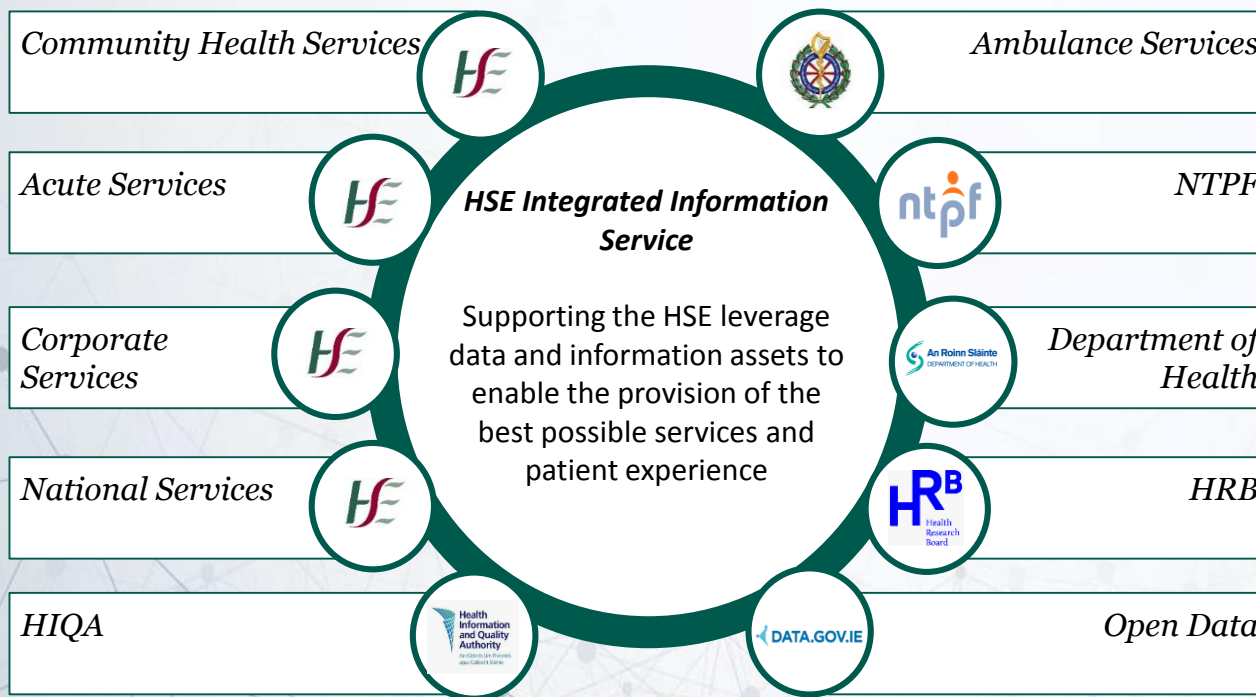 Community Health Services
HSE
Ambulance Services
Acute Services
HSE
ntpf
NTPF
HSE Integrated Information
Service
Supporting the HSE leverage
data and information assets to
enable the provision of the
best possible services and
patient experience
Corporate
Services
HSE
An Roinn Sláinte
DEPARTMENT OF HEALTH
Department of
Health
National Services
HSE
HRB
Health
Research
Board
HRB
HIQA
Health
Information
and Quality
Authority
DATA.GOV.IE
Open Data